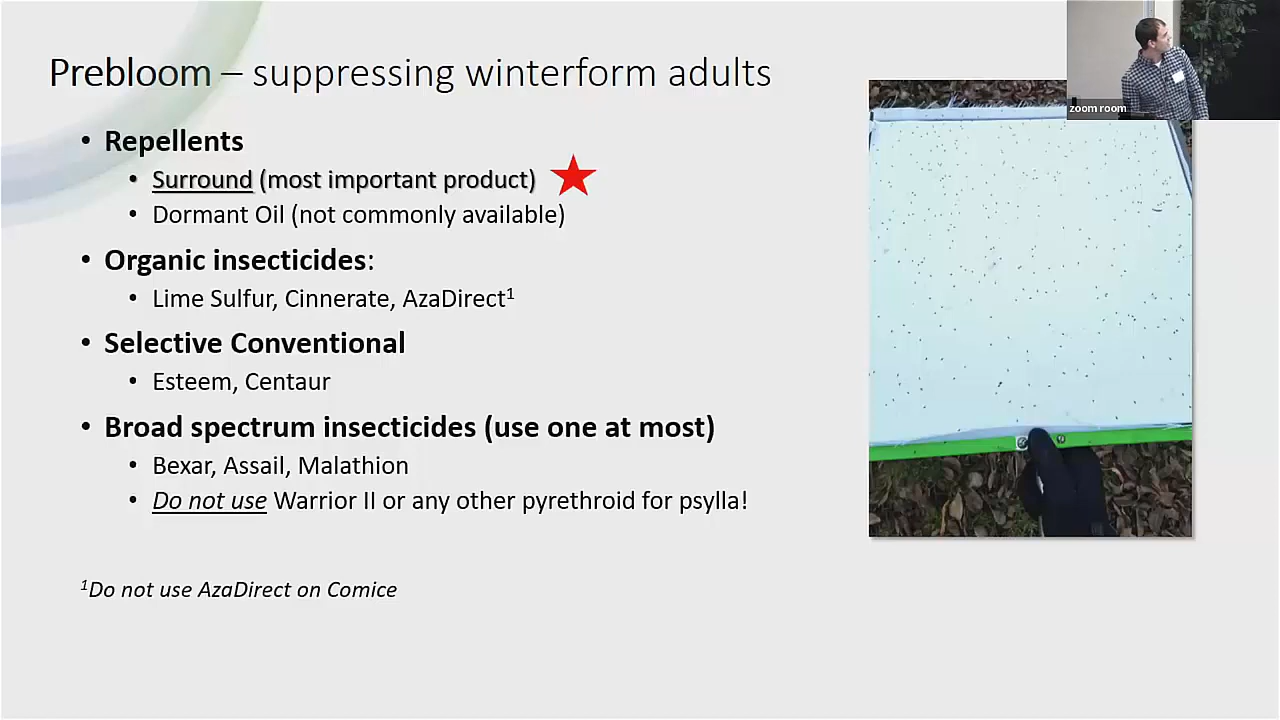 Prebloom – suppressing winterform adults
• Repellents
• Surround (most important product)
• Dormant Oil (not commonly available)
• Organic insecticides:
• Lime Sulfur, Cinnerate, AzaDirect¹
• Selective Conventional
• Esteem, Centaur
• Broad spectrum insecticides (use one at most)
• Bexar, Assail, Malathion
• Do not use Warrior II or any other pyrethroid for psylla!
¹Do not use AzaDirect on Comice
zoom room